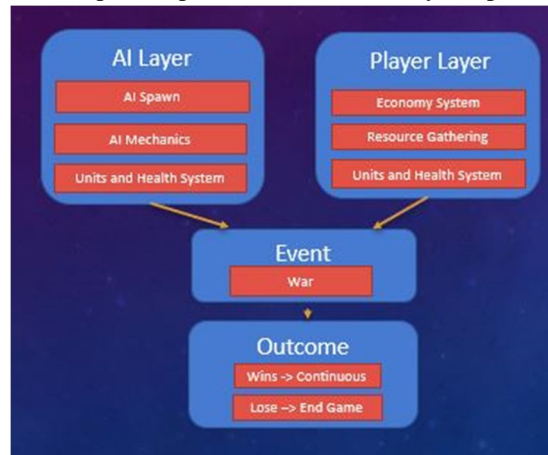 AI Layer
AI Spawn
AI Mechanics
Units and Health System
Player Layer
Economy System
Resource Gathering
Units and Health System
Event
War
Outcome
Wins -> Continuous
Lose –> End Game